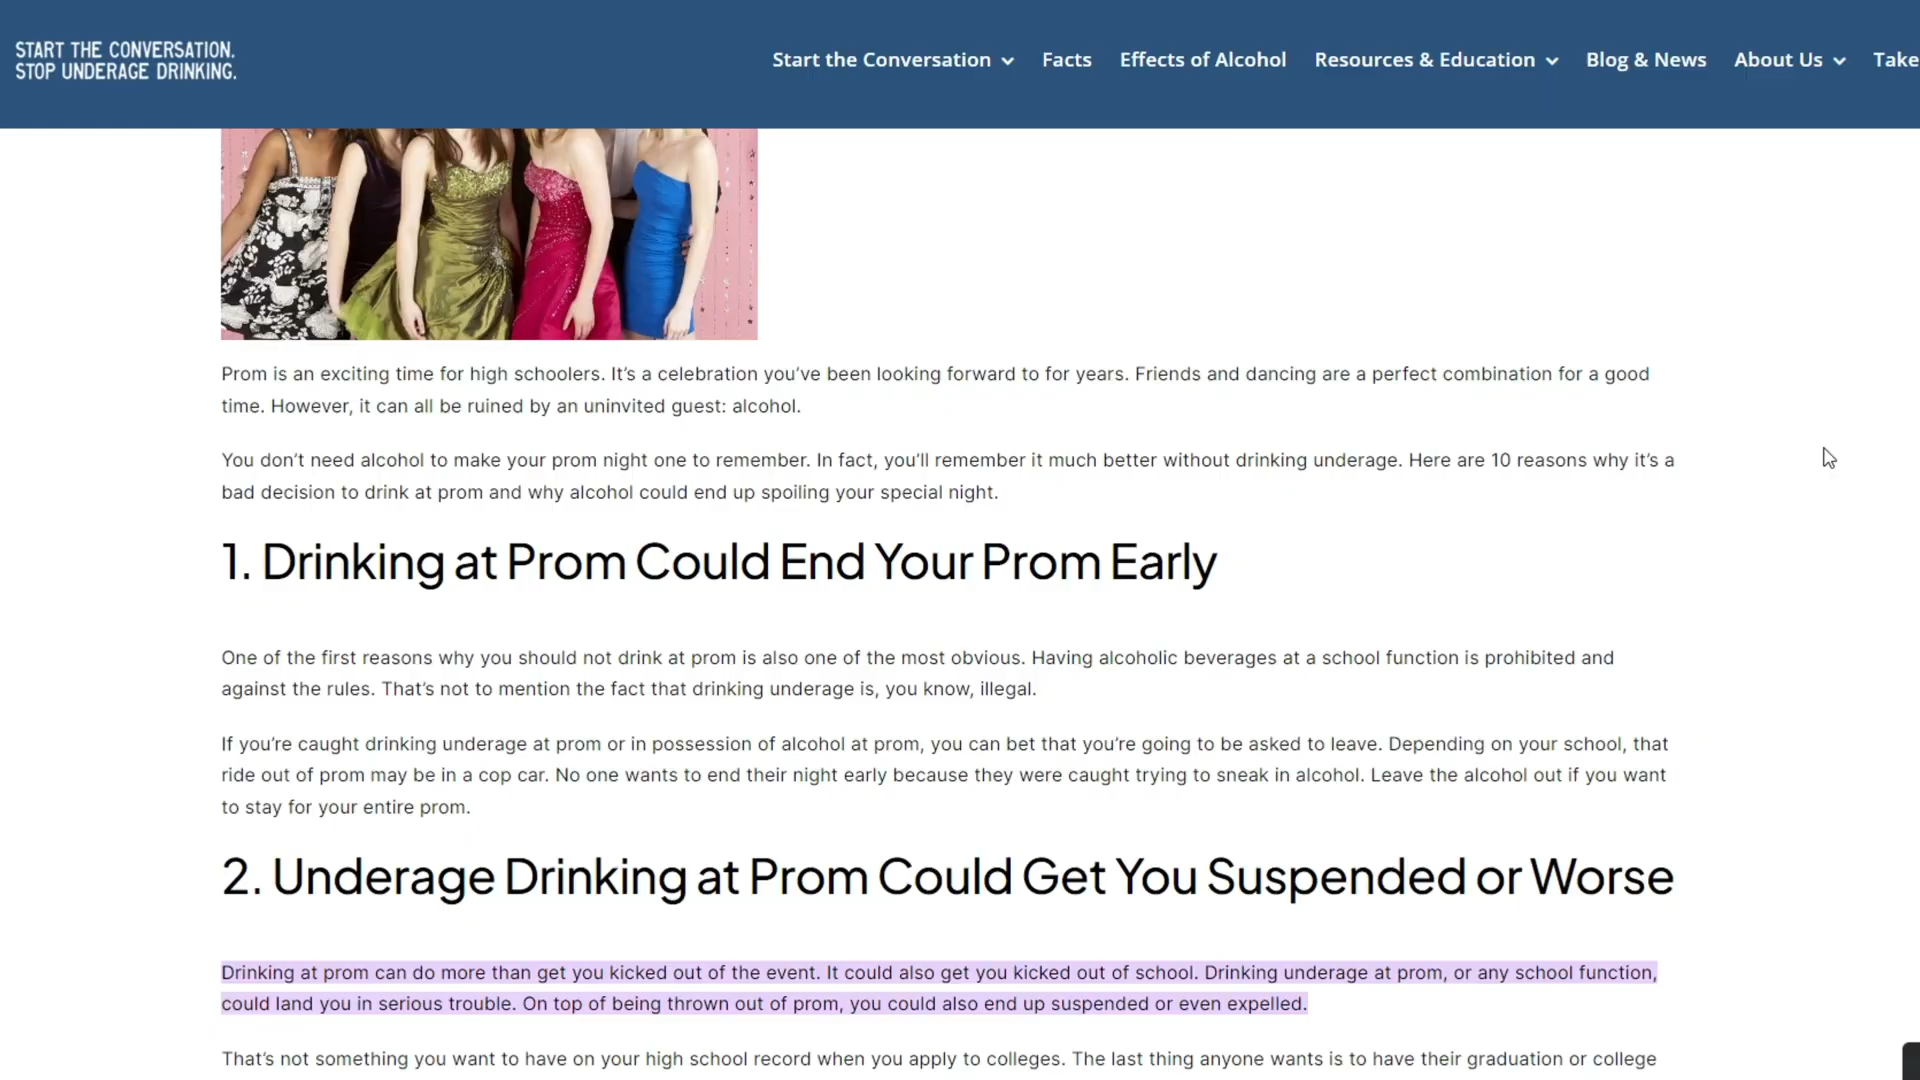 START THE CONVERSATION.
STOP UNDERAGE DRINKING.
Start the Conversation Facts Effects of Alcohol Resources & Education Blog & News About Us Take
Prom is an exciting time for high schoolers. It’s a celebration you’ve been looking forward to for years. Friends and dancing are a perfect combination for a good
time. However, it can all be ruined by an uninvited guest: alcohol.
You don’t need alcohol to make your prom night one to remember. In fact, you’ll remember it much better without drinking underage. Here are 10 reasons why it’s a
bad decision to drink at prom and why alcohol could end up spoiling your special night.
1. Drinking at Prom Could End Your Prom Early
One of the first reasons why you should not drink at prom is also one of the most obvious. Having alcoholic beverages at a school function is prohibited and
against the rules. That’s not to mention the fact that drinking underage is, you know, illegal.
If you’re caught drinking underage at prom or in possession of alcohol at prom, you can bet that you’re going to be asked to leave. Depending on your school, that
ride out of prom may be in a cop car. No one wants to end their night early because they were caught trying to sneak in alcohol. Leave the alcohol out if you want
to stay for your entire prom.
2. Underage Drinking at Prom Could Get You Suspended or Worse
Drinking at prom can do more than get you kicked out of the event. It could also get you kicked out of school. Drinking underage at prom, or any school function,
could land you in serious trouble. On top of being thrown out of prom, you could also end up suspended or even expelled.
That’s not something you want to have on your high school record when you apply to colleges. The last thing anyone wants is to have their graduation or college